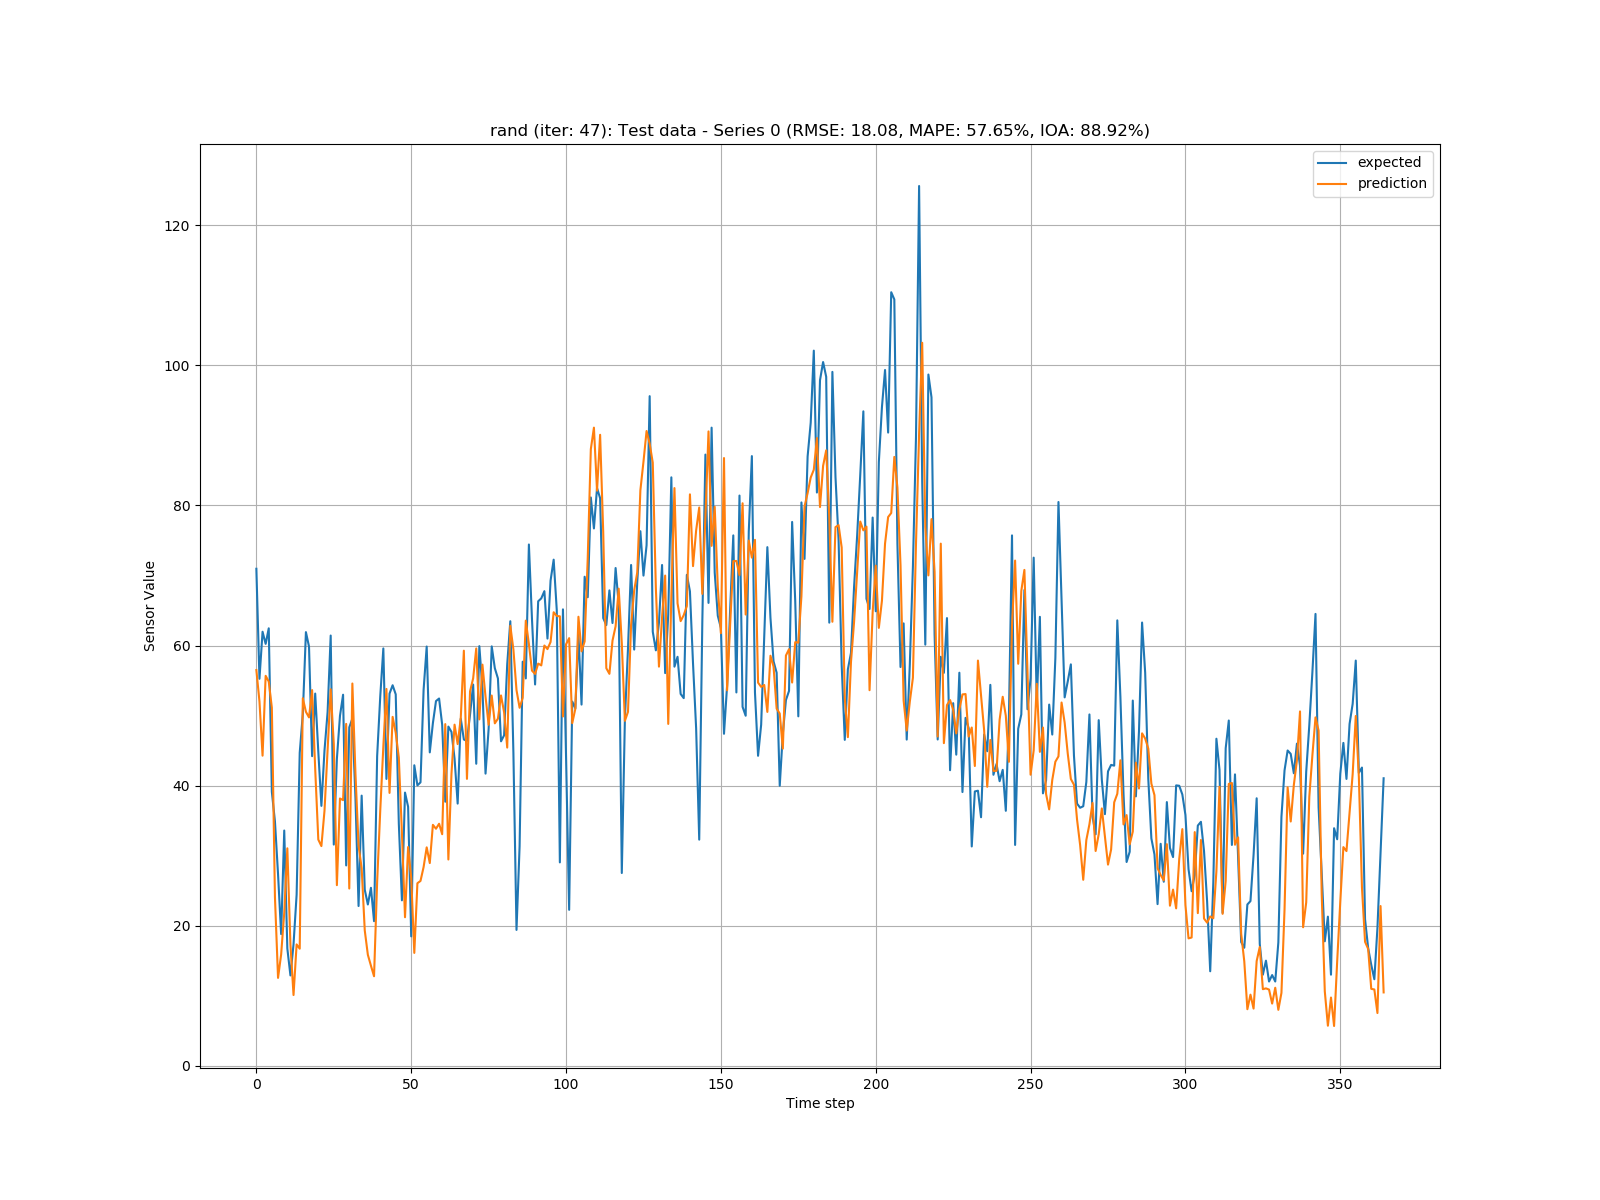 rand (iter: 47): Test data - Series 0 (RMSE: 18.08, MAPE: 57.65%, IOA: 88.92%)
expected
prediction
120
100
80
60
40
20
0
Sensor Value
0 50 100 150 200 250 300 350
Time step